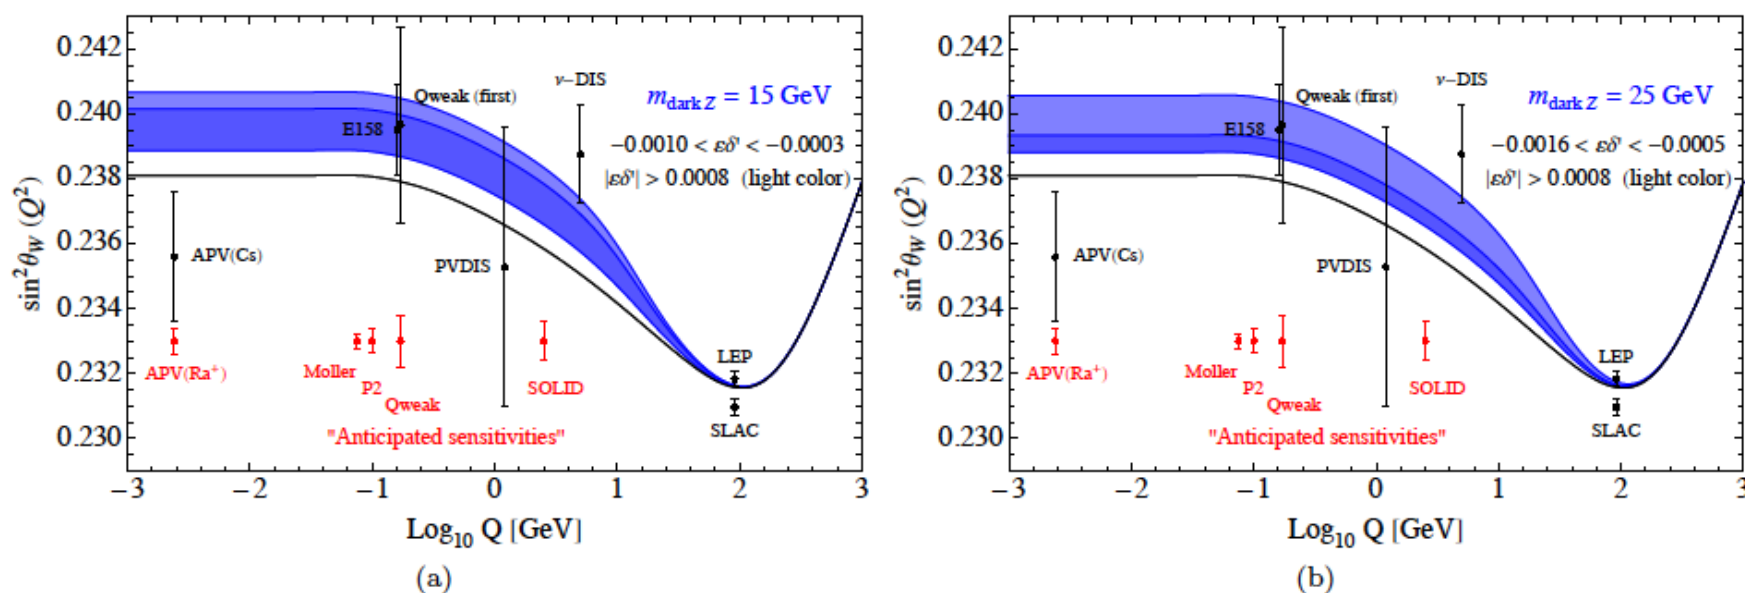 0.242
0.240
0.238
0.236
0.234
0.232
0.230
sin²θ_W (Q²)
Qweak (first)
ν−DIS
E158
m_dark Z = 15 GeV
−0.0010 < εδ' < −0.0003
|εδ'| > 0.0008 (light color)
APV(Cs)
PVDIS
APV(Ra⁺)
Moller
P2
Qweak
SOLID
LEP
SLAC
"Anticipated sensitivities"
−3 −2 −1 0 1 2 3
Log₁₀ Q [GeV]
(a)
0.242
0.240
0.238
0.236
0.234
0.232
0.230
sin²θ_W (Q²)
Qweak (first)
ν−DIS
E158
m_dark Z = 25 GeV
−0.0016 < εδ' < −0.0005
|εδ'| > 0.0008 (light color)
APV(Cs)
PVDIS
APV(Ra⁺)
Moller
P2
Qweak
SOLID
LEP
SLAC
"Anticipated sensitivities"
−3 −2 −1 0 1 2 3
Log₁₀ Q [GeV]
(b)